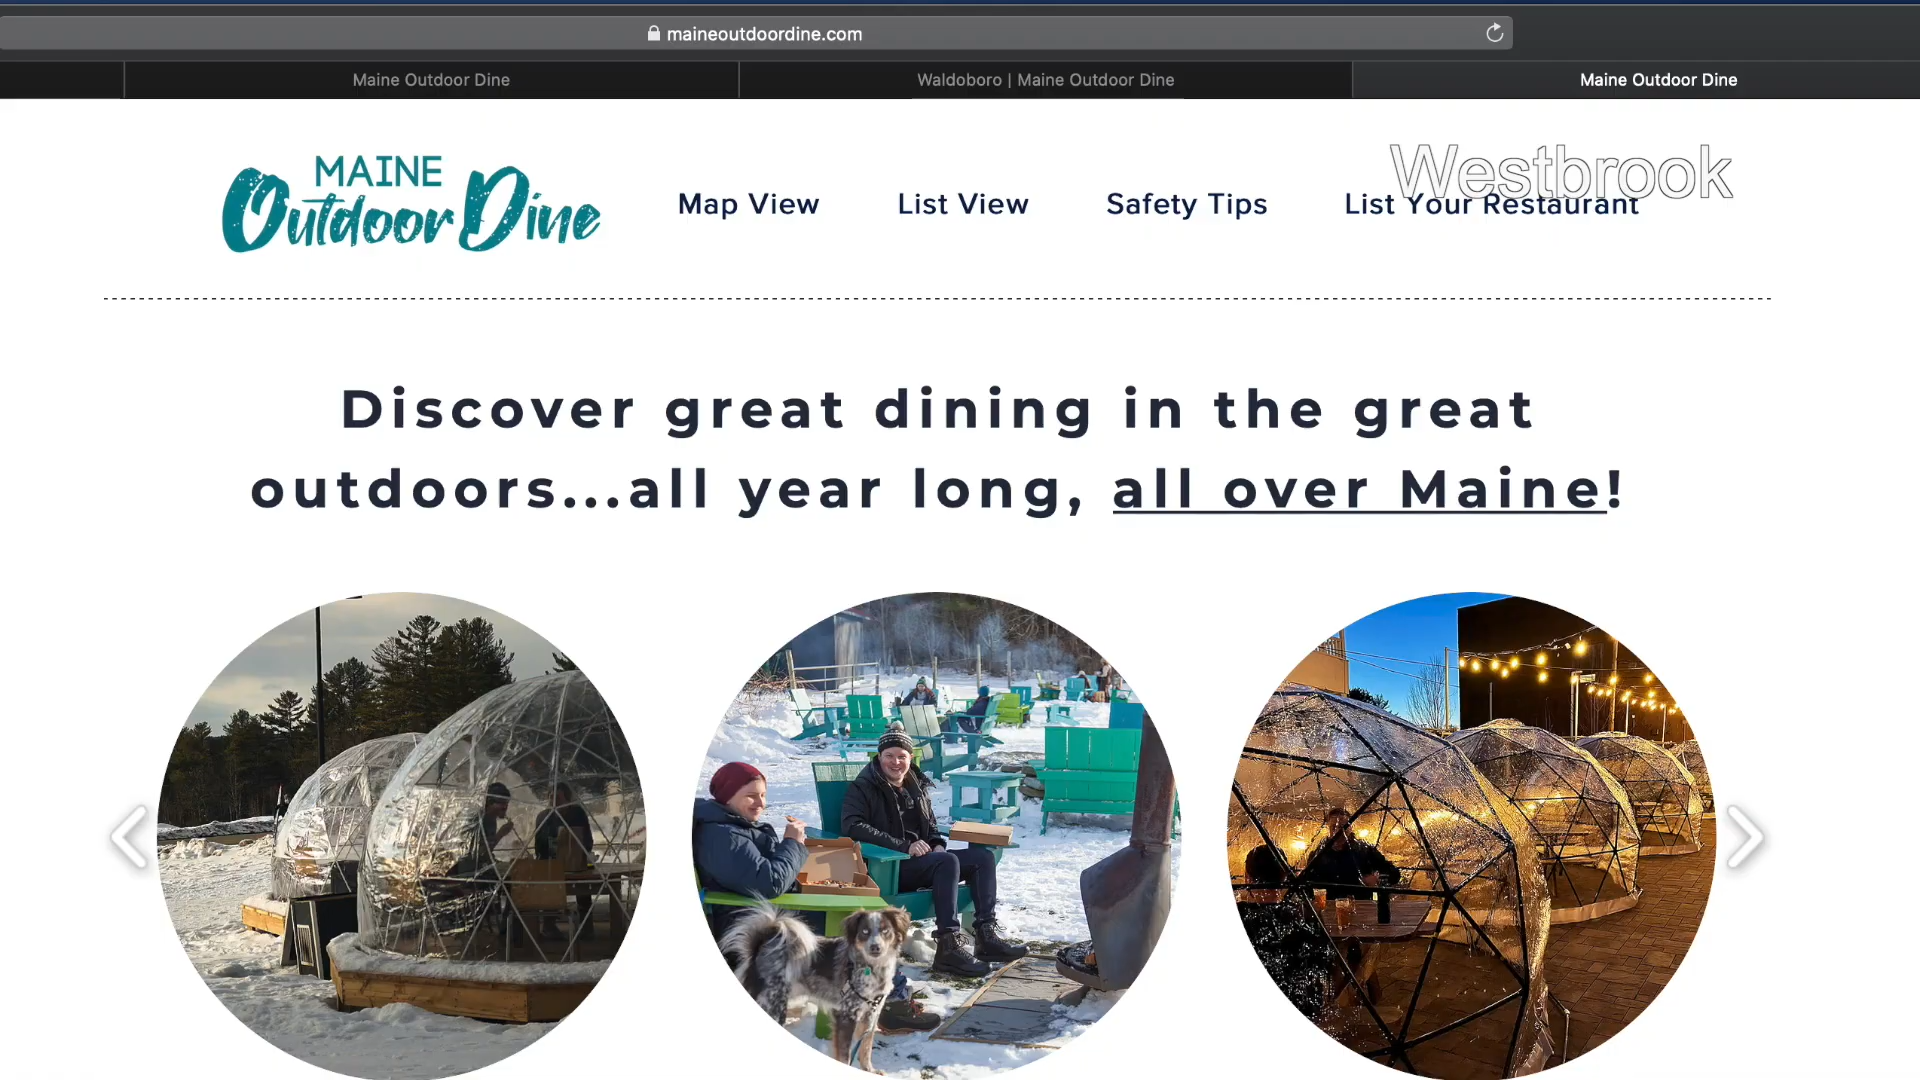 maineoutdoordine.com
Maine Outdoor Dine
Waldoboro | Maine Outdoor Dine
Maine Outdoor Dine
Westbrook
MAINE
Outdoor Dine
Map View
List View
Safety Tips
List Your Restaurant
Discover great dining in the great
outdoors...all year long, all over Maine!